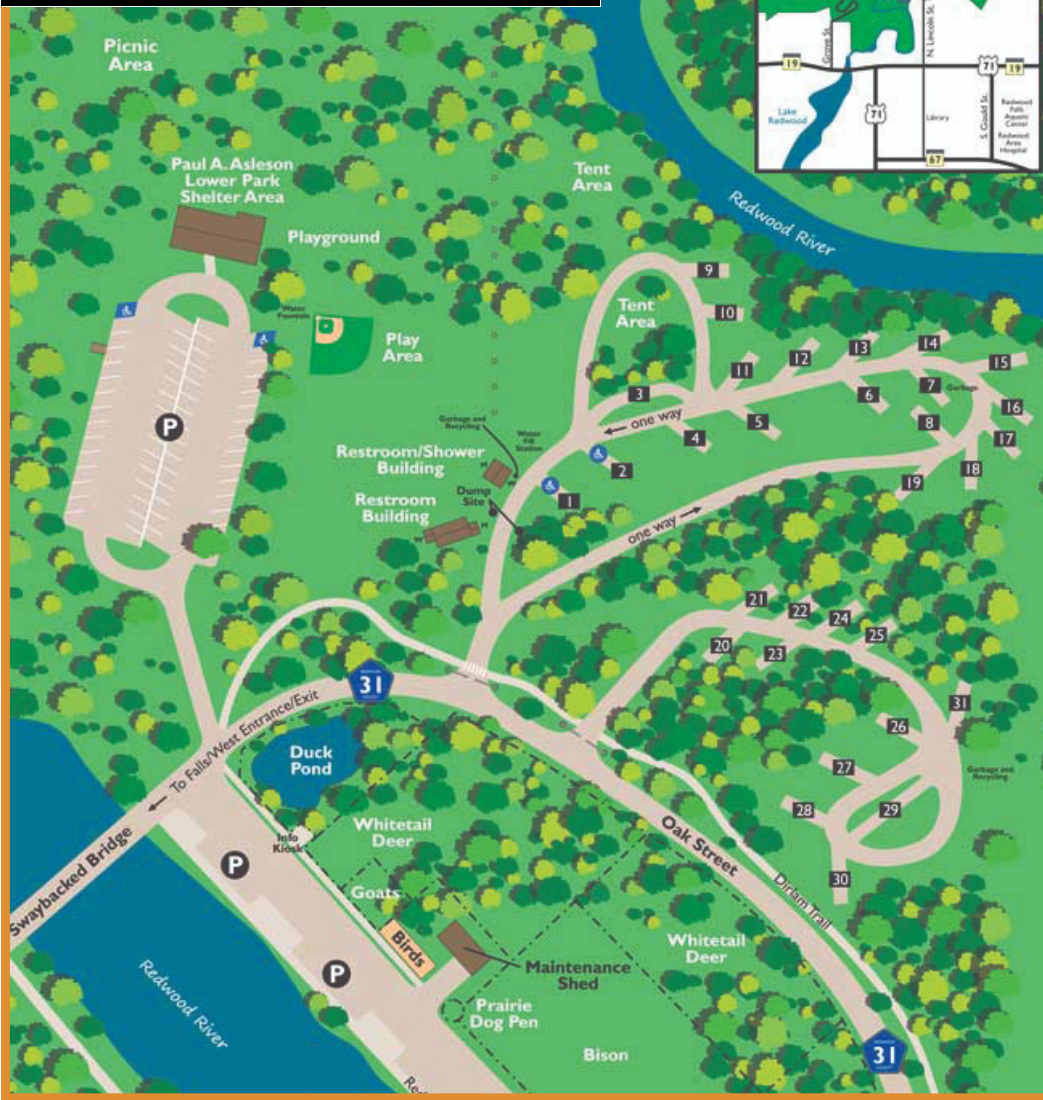 Picnic
Area
Gould St.
N. Lincoln St.
19
71
19
71
Lake
Redwood
Library
S. Gould St.
Redwood
Falls
Aquatic
Center
Redwood
Area
Hospital
67
Paul A. Asleson
Lower Park
Shelter Area
Playground
Tent
Area
Redwood River
Water
Fountain
Play
Area
P
Tent
Area
9
10
11
12
13
14
15
3
one way
4
5
6
7
Garbage
8
16
17
18
19
Garbage and
Recycling
Water
Fill
Station
Restroom/Shower
Building
M
W
2
1
Dump
Site
Restroom
Building
M
W
one way
20
21
22
23
24
25
26
31
27
28
29
30
Garbage and
Recycling
31
To Falls/West Entrance/Exit
Duck
Pond
Info
Kiosk
Whitetail
Deer
Swaybacked Bridge
P
Goats
Birds
Oak Street
Dirlam Trail
Whitetail
Deer
Maintenance
Shed
P
Prairie
Dog Pen
Bison
Redwood River
31